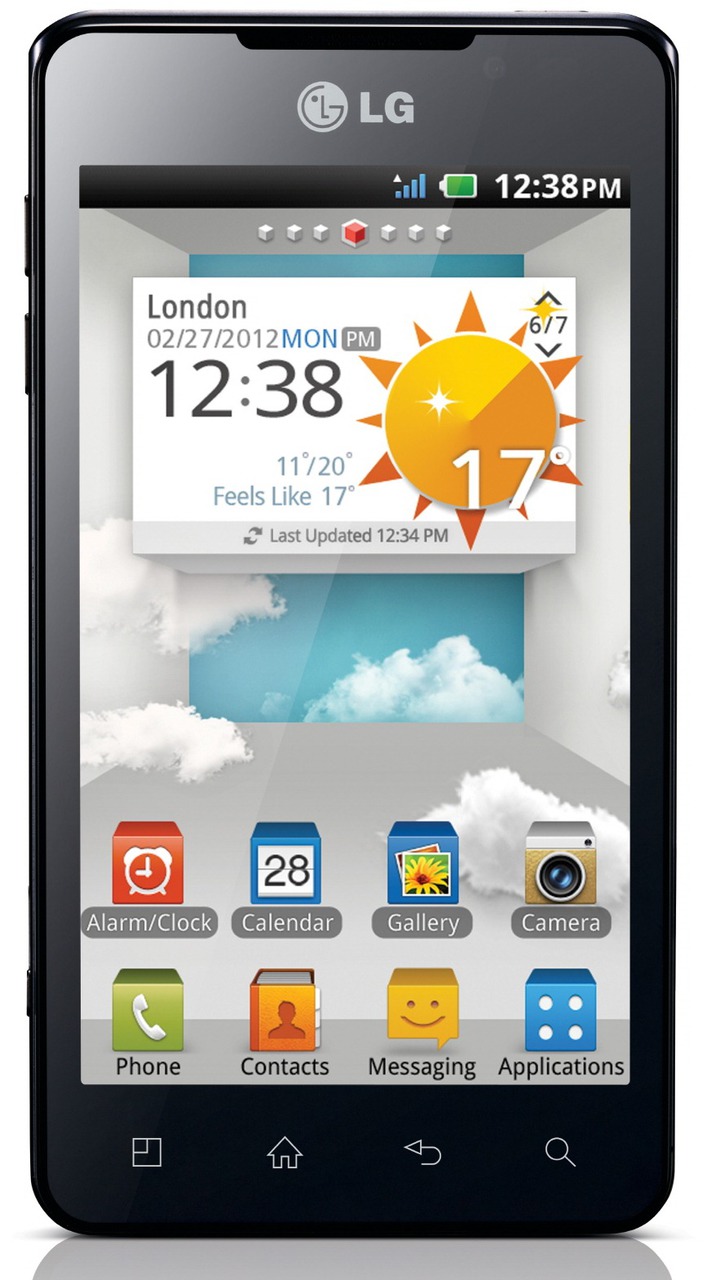 LG
12:38PM
London
6/7
02/27/2012MON PM
12:38
11°/20°
17°
Feels Like 17°
Last Updated 12:34 PM
28
Alarm/Clock Calendar Gallery Camera
Phone Contacts Messaging Applications